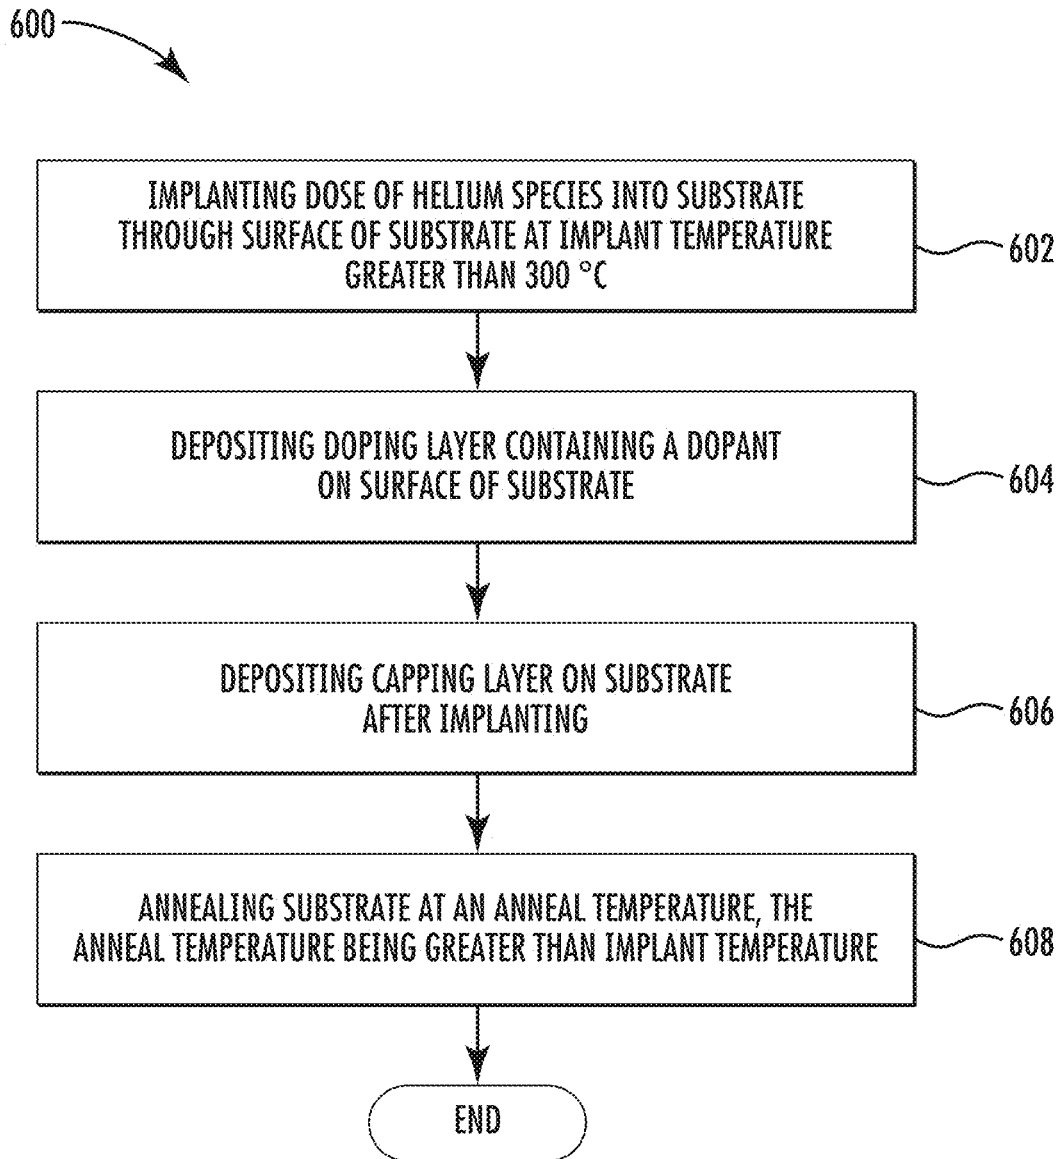 600
IMPLANTING DOSE OF HELIUM SPECIES INTO SUBSTRATE
THROUGH SURFACE OF SUBSTRATE AT IMPLANT TEMPERATURE
GREATER THAN 300 °C
602
DEPOSITING DOPING LAYER CONTAINING A DOPANT
ON SURFACE OF SUBSTRATE
604
DEPOSITING CAPPING LAYER ON SUBSTRATE
AFTER IMPLANTING
606
ANNEALING SUBSTRATE AT AN ANNEAL TEMPERATURE, THE
ANNEAL TEMPERATURE BEING GREATER THAN IMPLANT TEMPERATURE
608
END